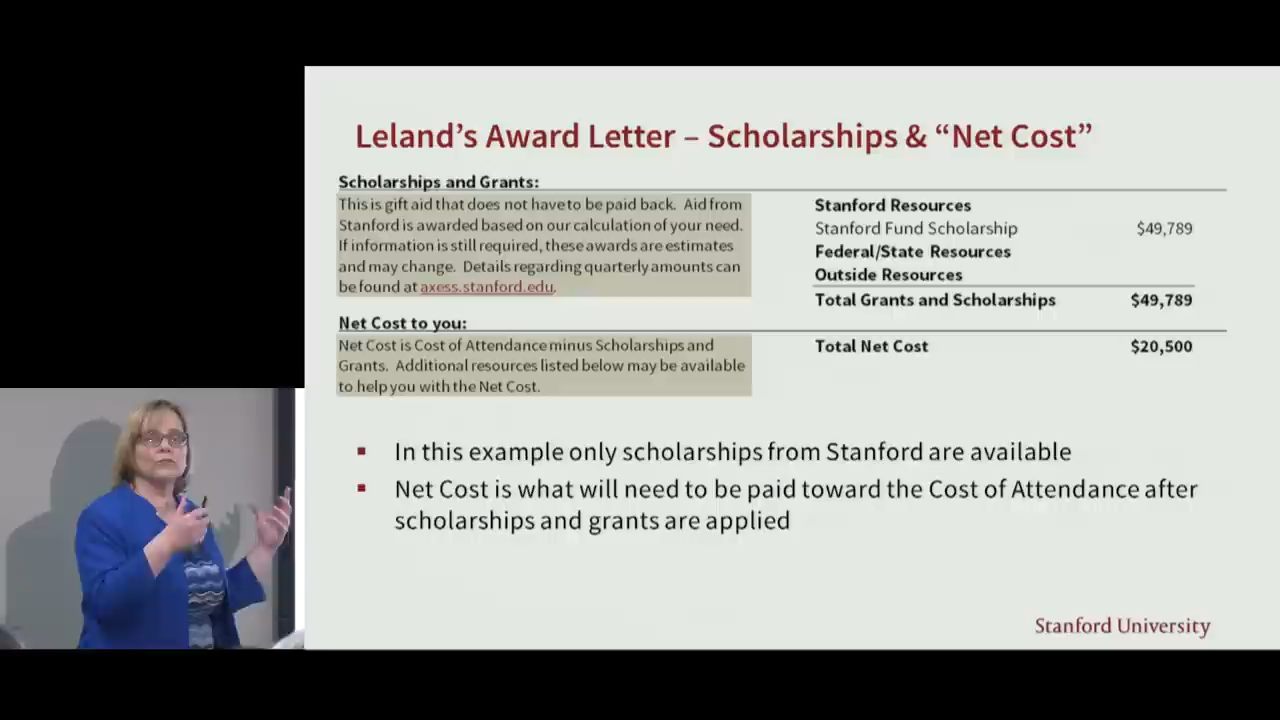 Leland’s Award Letter – Scholarships & “Net Cost”
Scholarships and Grants:
This is gift aid that does not have to be paid back. Aid from
Stanford is awarded based on our calculation of your need.
If information is still required, these awards are estimates
and may change. Details regarding quarterly amounts can
be found at axess.stanford.edu.
Stanford Resources
Stanford Fund Scholarship $49,789
Federal/State Resources
Outside Resources
Total Grants and Scholarships $49,789
Net Cost to you:
Net Cost is Cost of Attendance minus Scholarships and
Grants. Additional resources listed below may be available
to help you with the Net Cost.
Total Net Cost $20,500
▪ In this example only scholarships from Stanford are available
▪ Net Cost is what will need to be paid toward the Cost of Attendance after
scholarships and grants are applied
Stanford University